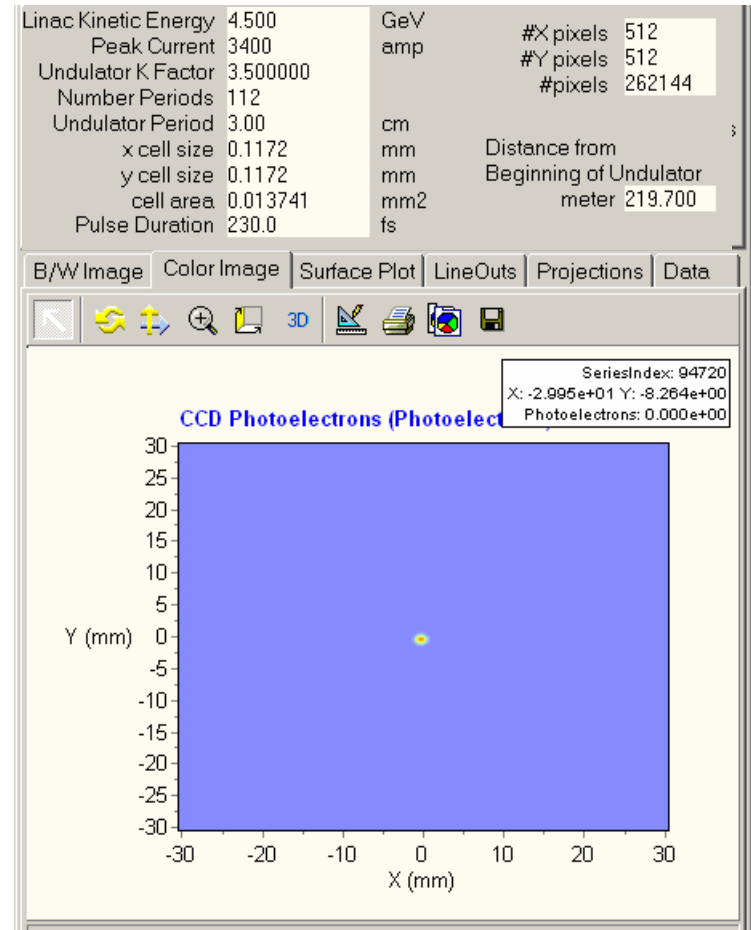 Linac Kinetic Energy 4.500 GeV
Peak Current 3400 amp
Undulator K Factor 3.500000
Number Periods 112
Undulator Period 3.00 cm
x cell size 0.1172 mm
y cell size 0.1172 mm
cell area 0.013741 mm2
Pulse Duration 230.0 fs
#X pixels 512
#Y pixels 512
#pixels 262144
Distance from
Beginning of Undulator
meter 219.700
B/W Image Color Image Surface Plot LineOuts Projections Data
3D
SeriesIndex: 94720
X: -2.995e+01 Y: -8.264e+00
Photoelectrons: 0.000e+00
CCD Photoelectrons (Photoelect
30
25
20
15
10
5
Y (mm) 0
-5
-10
-15
-20
-25
-30
-30 -20 -10 0 10 20 30
X (mm)